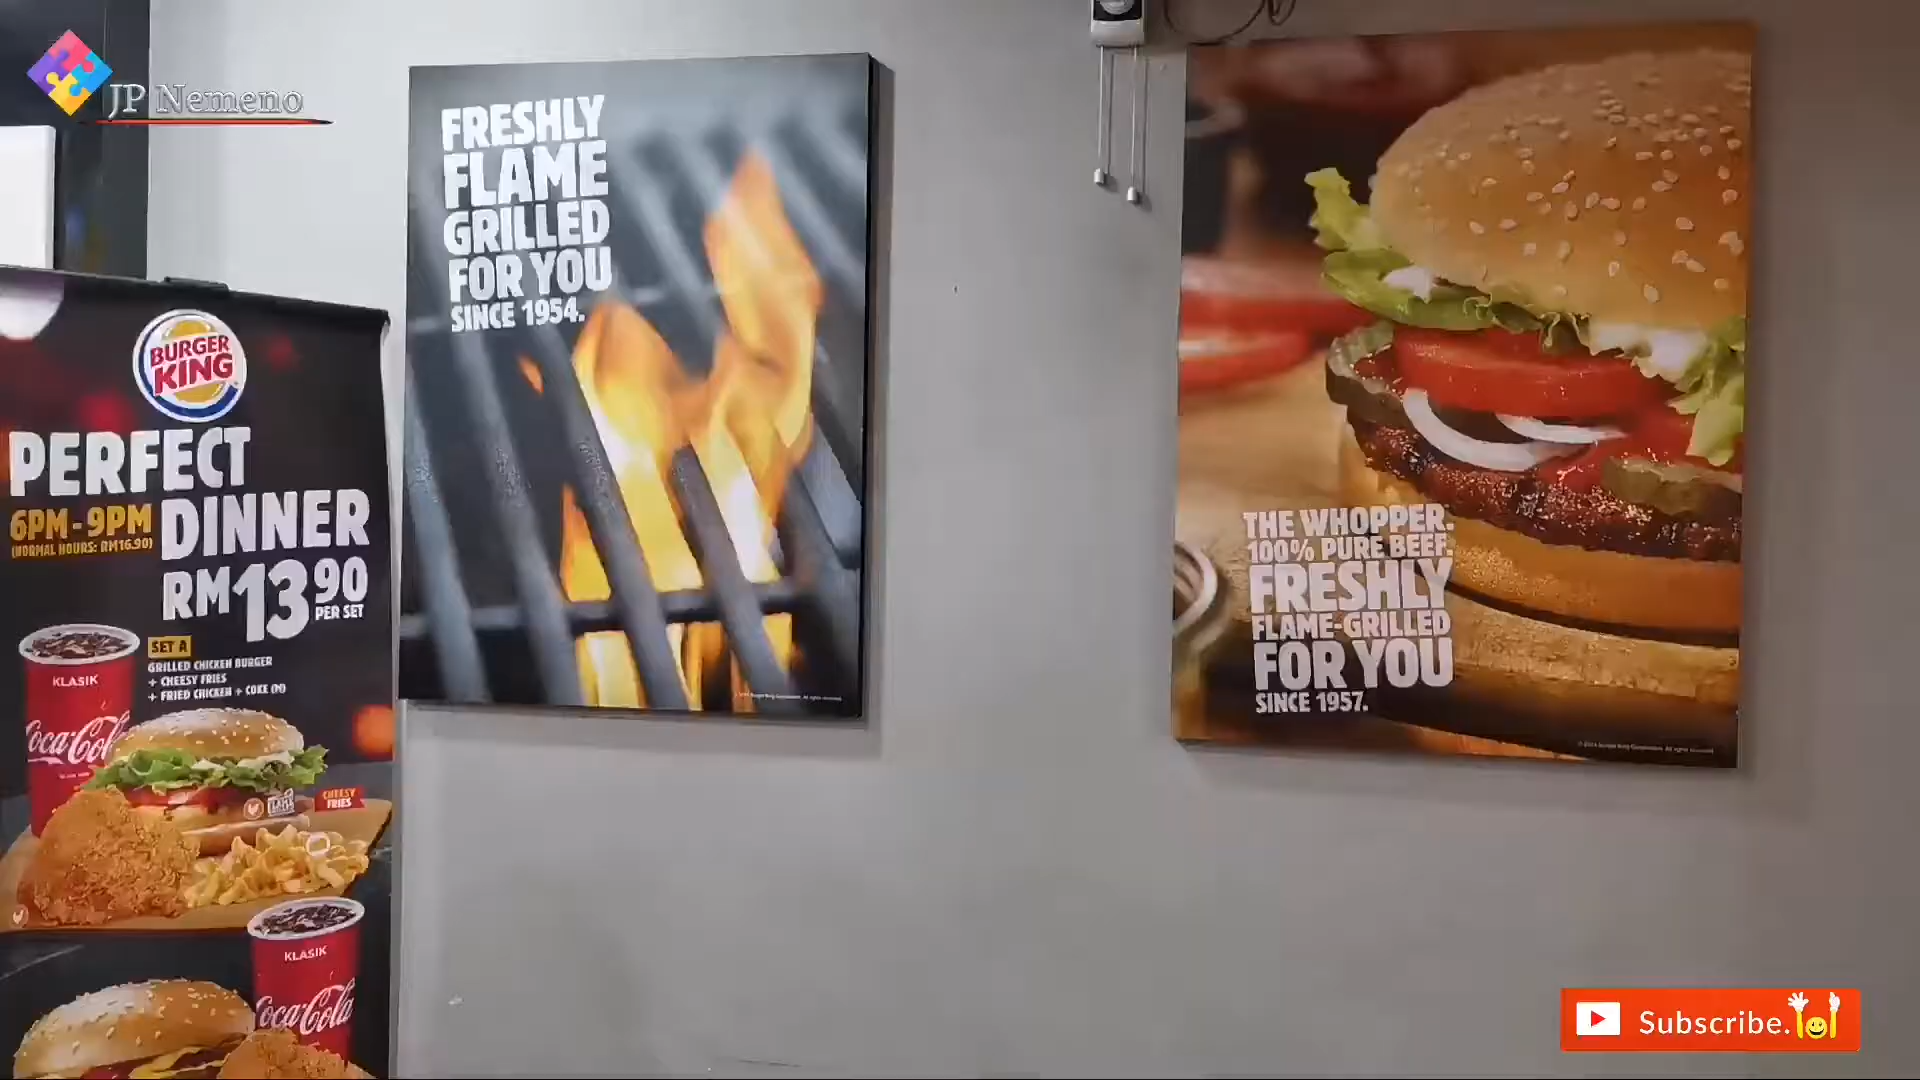 JP Nemeno
FRESHLY
FLAME
GRILLED
FOR YOU
SINCE 1954.
BURGER
KING
PERFECT
DINNER
6PM - 9PM
(NORMAL HOURS: RM16.90)
RM13.90
PER SET
SET A
GRILLED CHICKEN BURGER
+ CHEESY FRIES
+ FRIED CHICKEN + COKE (M)
KLASIK
Coca-Cola
CHEESY
FRIES
KLASIK
Coca-Cola
THE WHOPPER.
100% PURE BEEF.
FRESHLY
FLAME-GRILLED
FOR YOU
SINCE 1957.
Subscribe.